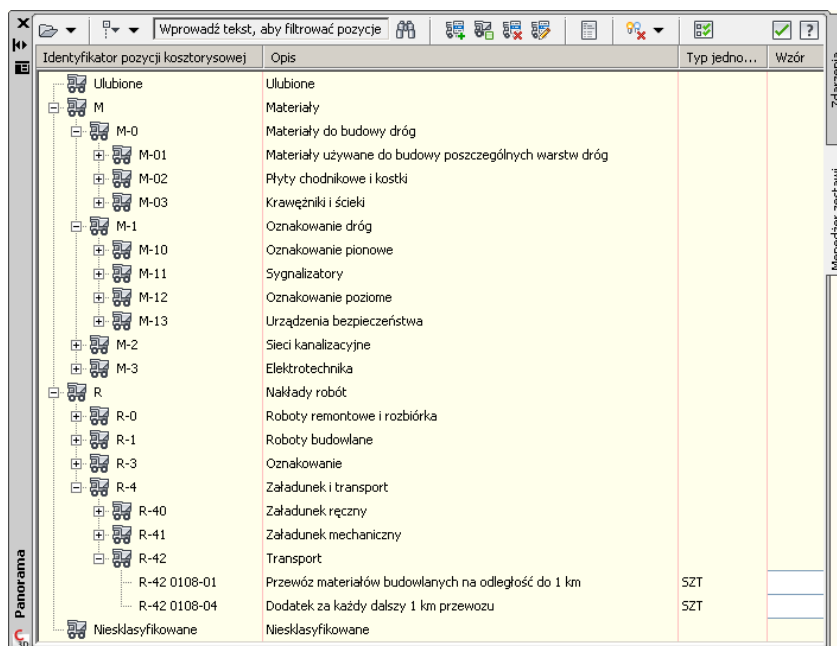 Wprowadź tekst, aby filtrować pozycje
Identyfikator pozycji kosztorysowej Opis Typ jedno... Wzór
Ulubione Ulubione
M Materiały
M-0 Materiały do budowy dróg
M-01 Materiały używane do budowy poszczególnych warstw dróg
M-02 Płyty chodnikowe i kostki
M-03 Krawężniki i ścieki
M-1 Oznakowanie dróg
M-10 Oznakowanie pionowe
M-11 Sygnalizatory
M-12 Oznakowanie poziome
M-13 Urządzenia bezpieczeństwa
M-2 Sieci kanalizacyjne
M-3 Elektrotechnika
R Nakłady robót
R-0 Roboty remontowe i rozbiórka
R-1 Roboty budowlane
R-3 Oznakowanie
R-4 Załadunek i transport
R-40 Załadunek ręczny
R-41 Załadunek mechaniczny
R-42 Transport
R-42 0108-01 Przewóz materiałów budowlanych na odległość do 1 km SZT
R-42 0108-04 Dodatek za każdy dalszy 1 km przewozu SZT
Niesklasyfikowane Niesklasyfikowane
Panorama
Zdarzenia